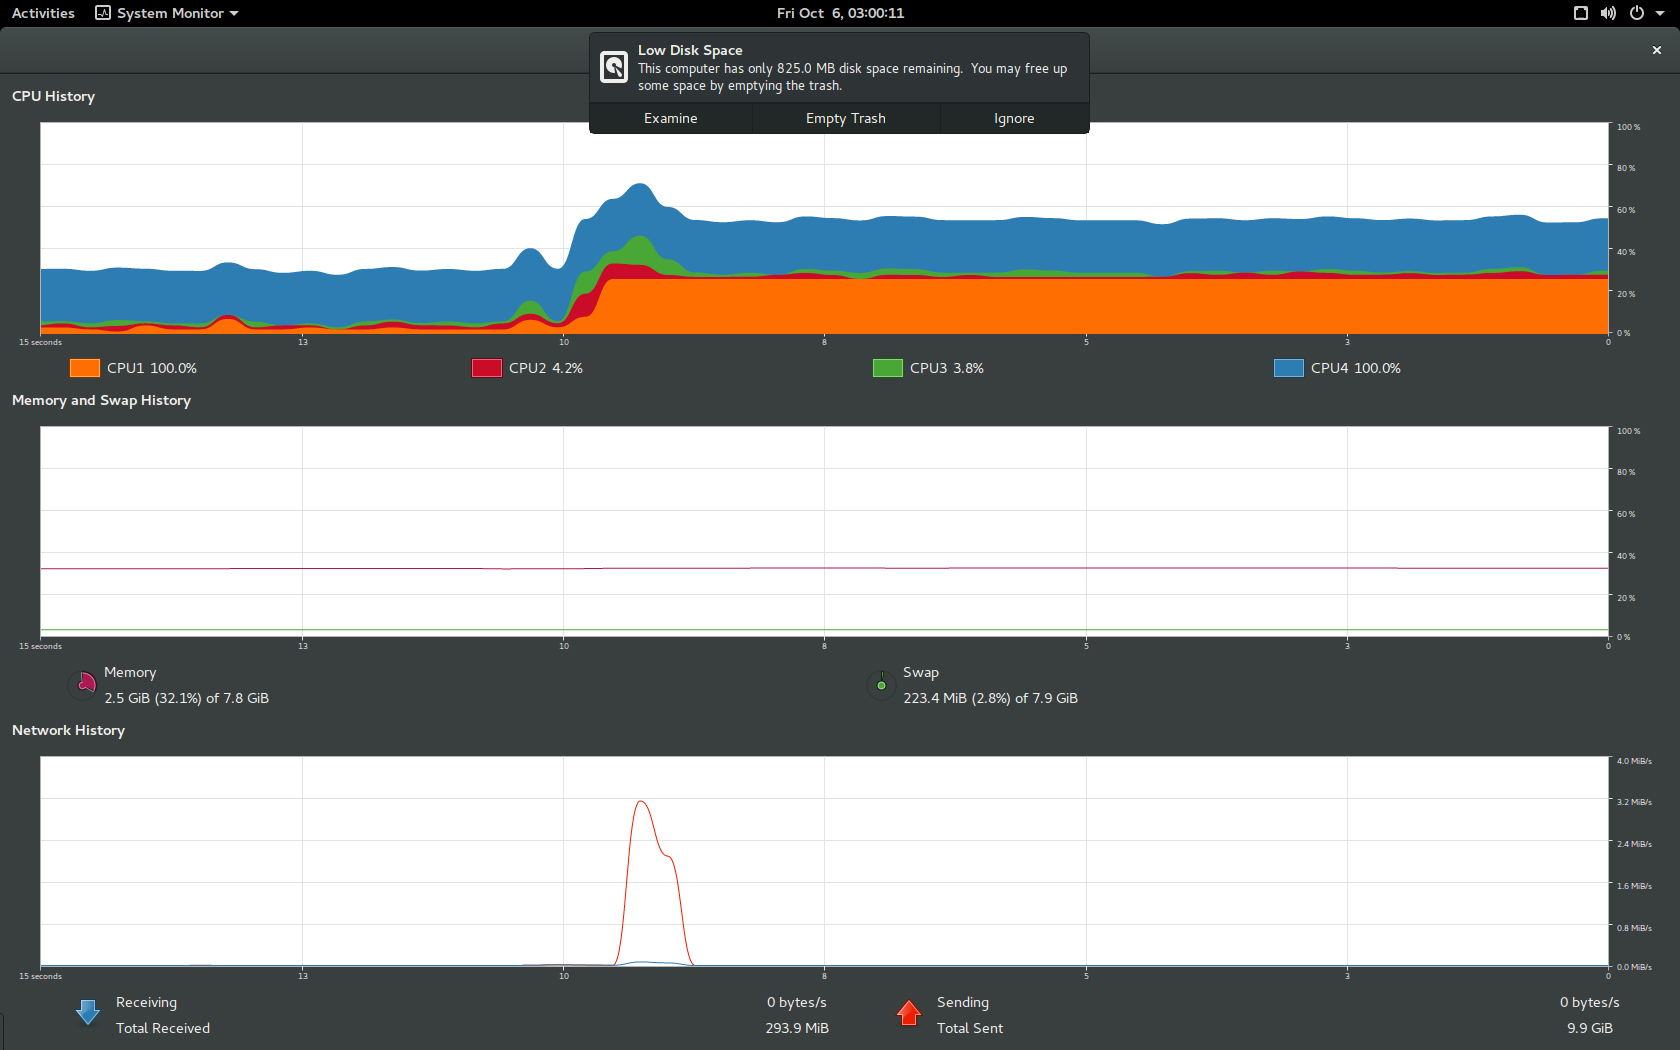 Activities System Monitor Fri Oct 6, 03:00:11
Low Disk Space
This computer has only 825.0 MB disk space remaining. You may free up
some space by emptying the trash.
Examine Empty Trash Ignore
CPU History
100 %
80 %
60 %
40 %
20 %
0 %
15 seconds 13 10 8 5 3 0
CPU1 100.0% CPU2 4.2% CPU3 3.8% CPU4 100.0%
Memory and Swap History
100 %
80 %
60 %
40 %
20 %
0 %
15 seconds 13 10 8 5 3 0
Memory Swap
2.5 GiB (32.1%) of 7.8 GiB 223.4 MiB (2.8%) of 7.9 GiB
Network History
4.0 MiB/s
3.2 MiB/s
2.4 MiB/s
1.6 MiB/s
0.8 MiB/s
0.0 MiB/s
15 seconds 13 10 8 5 3 0
Receiving 0 bytes/s Sending 0 bytes/s
Total Received 293.9 MiB Total Sent 9.9 GiB